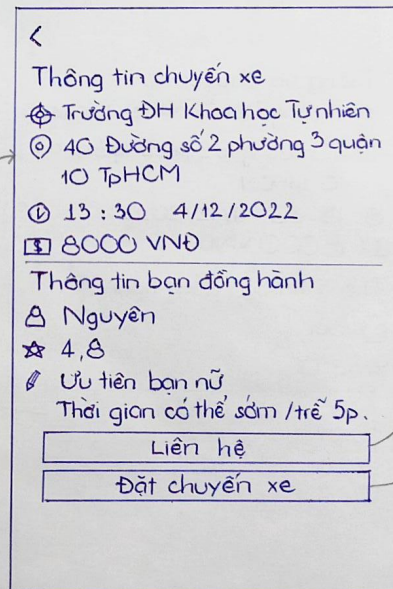 <
Thông tin chuyến xe
Trường ĐH Khoa học Tự nhiên
40 Đường số 2 phường 3 quận
10 TpHCM
13 : 30 4/12/2022
$ 8000 VNĐ
Thông tin bạn đồng hành
Nguyên
4,8
Ưu tiên bạn nữ
Thời gian có thể sớm /trễ 5p.
Liên hệ
Đặt chuyến xe